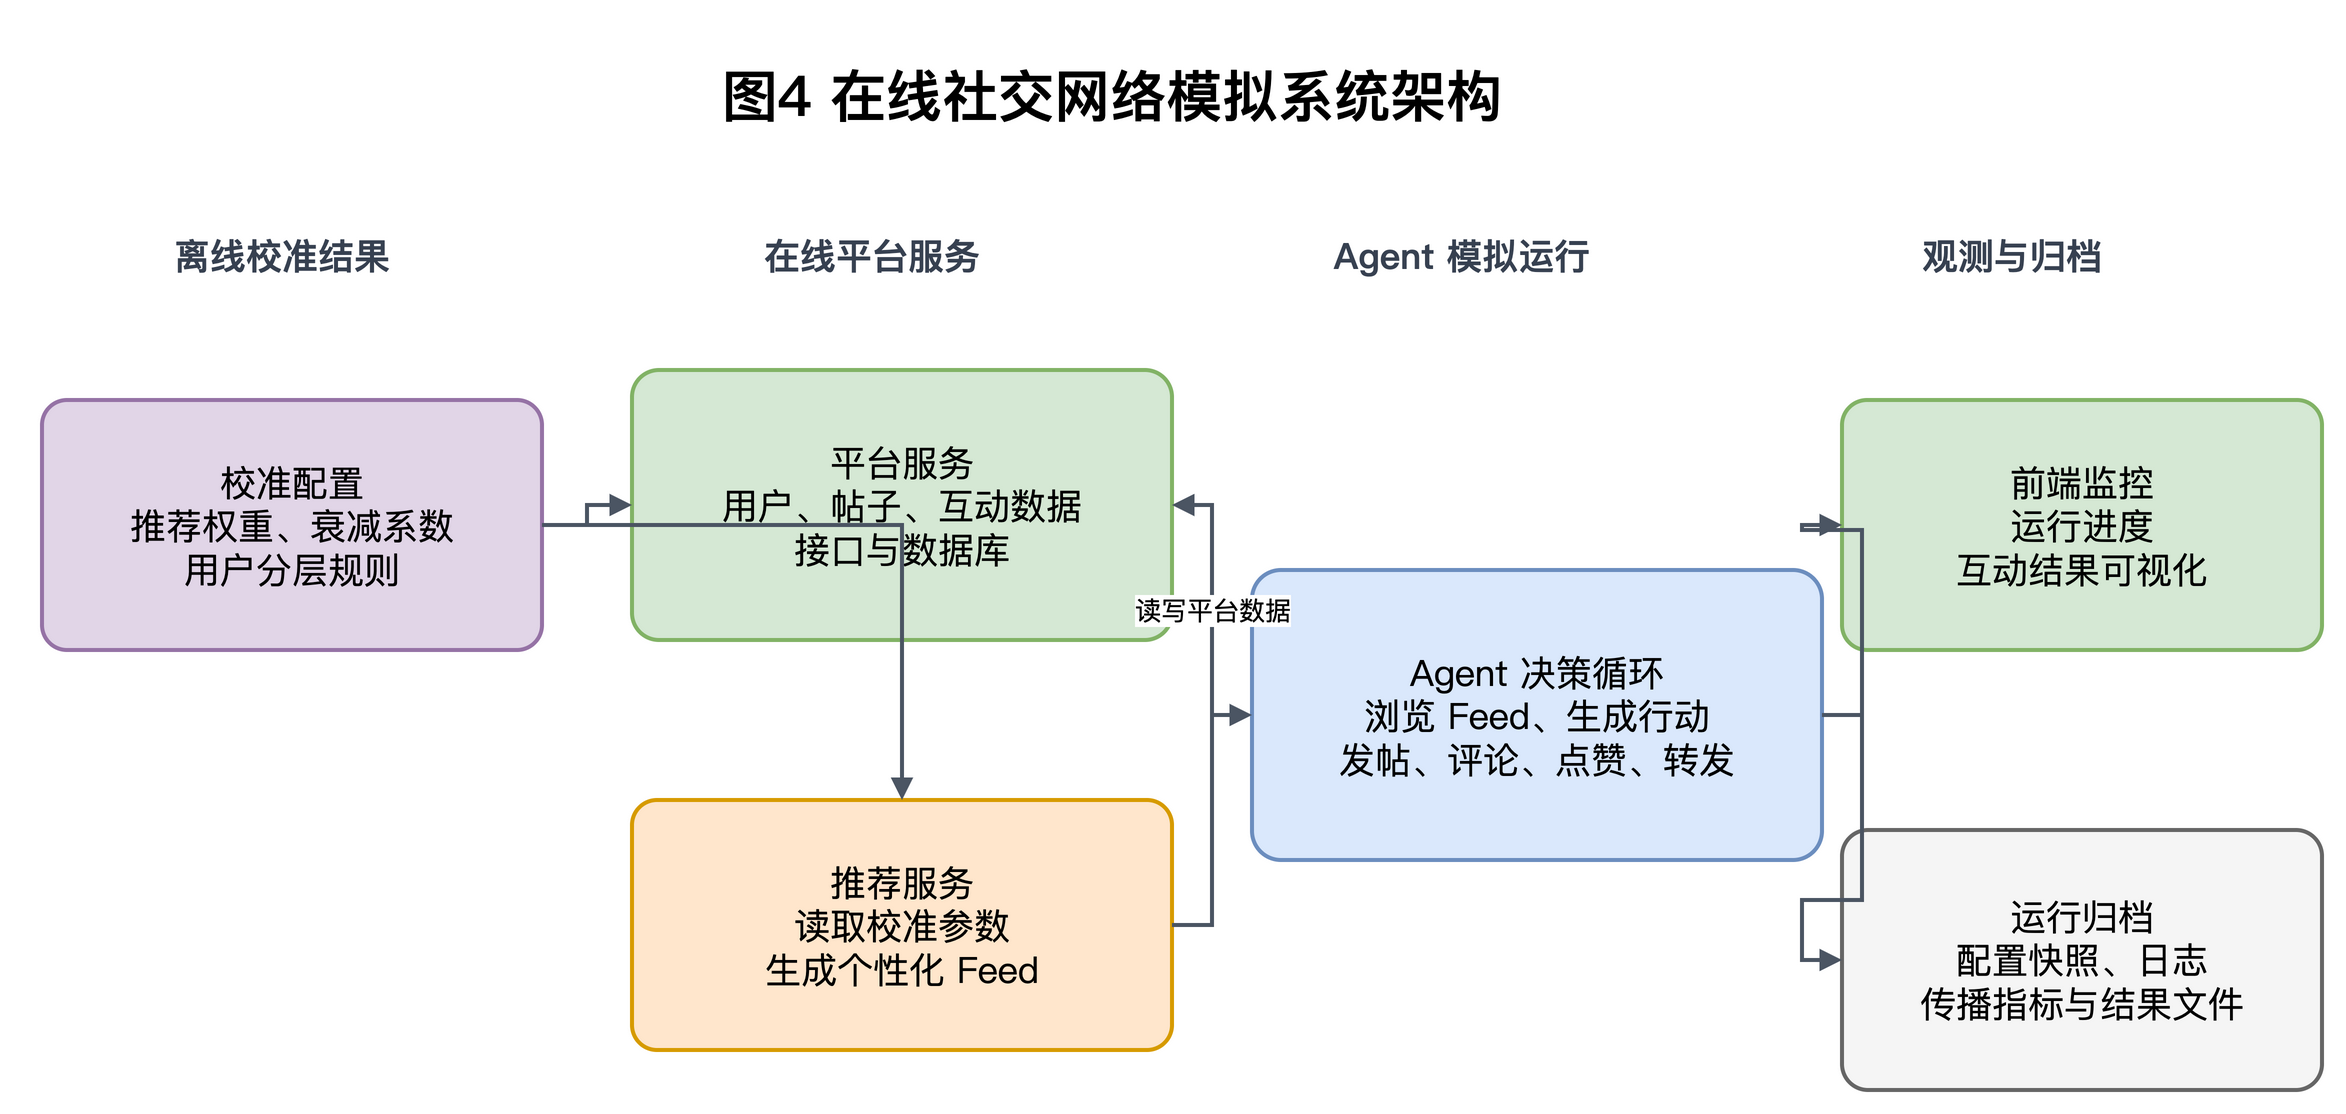 图4 在线社交网络模拟系统架构
离线校准结果
在线平台服务
Agent 模拟运行
观测与归档
校准配置
推荐权重、衰减系数
用户分层规则
平台服务
用户、帖子、互动数据
接口与数据库
读写平台数据
推荐服务
读取校准参数
生成个性化 Feed
Agent 决策循环
浏览 Feed、生成行动
发帖、评论、点赞、转发
前端监控
运行进度
互动结果可视化
运行归档
配置快照、日志
传播指标与结果文件